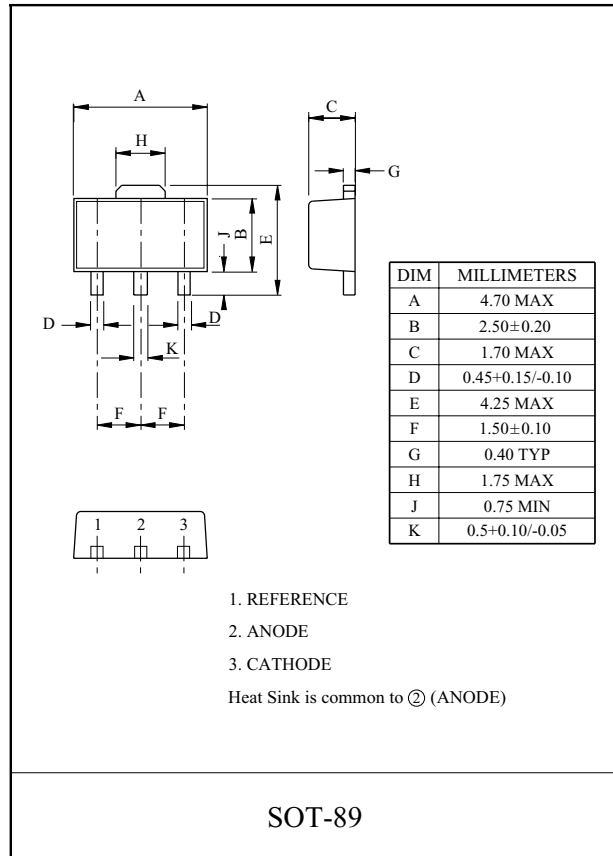 A
H
C
G
J
B
E
D
D
K
F
F
DIM MILLIMETERS
A 4.70 MAX
B 2.50±0.20
C 1.70 MAX
D 0.45+0.15/-0.10
E 4.25 MAX
F 1.50±0.10
G 0.40 TYP
H 1.75 MAX
J 0.75 MIN
K 0.5+0.10/-0.05
1 2 3
1. REFERENCE
2. ANODE
3. CATHODE
Heat Sink is common to ② (ANODE)
SOT-89